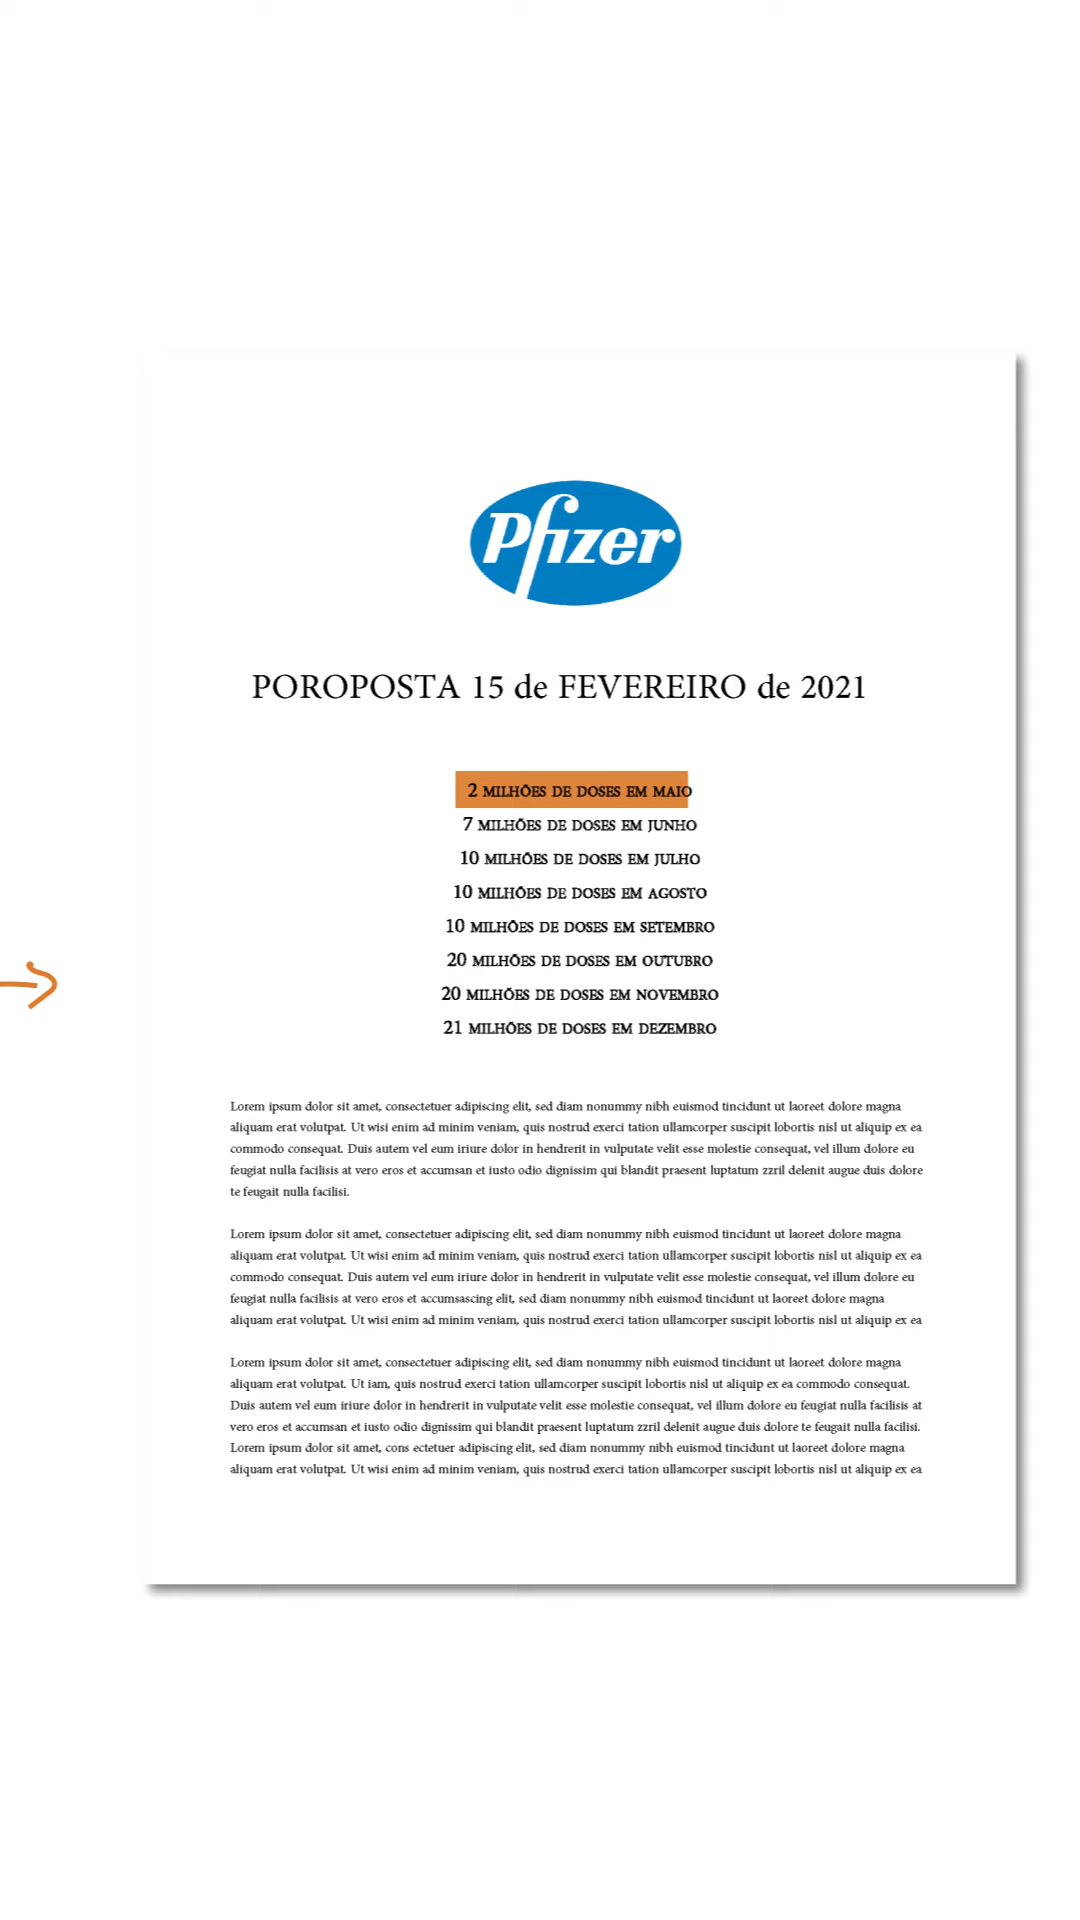 Pfizer
POROPOSTA 15 de FEVEREIRO de 2021
2 MILHÕES DE DOSES EM MAIO
7 MILHÕES DE DOSES EM JUNHO
10 MILHÕES DE DOSES EM JULHO
10 MILHÕES DE DOSES EM AGOSTO
10 MILHÕES DE DOSES EM SETEMBRO
20 MILHÕES DE DOSES EM OUTUBRO
20 MILHÕES DE DOSES EM NOVEMBRO
21 MILHÕES DE DOSES EM DEZEMBRO
Lorem ipsum dolor sit amet, consectetuer adipiscing elit, sed diam nonummy nibh euismod tincidunt ut laoreet dolore magna
aliquam erat volutpat. Ut wisi enim ad minim veniam, quis nostrud exerci tation ullamcorper suscipit lobortis nisl ut aliquip ex ea
commodo consequat. Duis autem vel eum iriure dolor in hendrerit in vulputate velit esse molestie consequat, vel illum dolore eu
feugiat nulla facilisis at vero eros et accumsan et iusto odio dignissim qui blandit praesent luptatum zzril delenit augue duis dolore
te feugait nulla facilisi.
Lorem ipsum dolor sit amet, consectetuer adipiscing elit, sed diam nonummy nibh euismod tincidunt ut laoreet dolore magna
aliquam erat volutpat. Ut wisi enim ad minim veniam, quis nostrud exerci tation ullamcorper suscipit lobortis nisl ut aliquip ex ea
commodo consequat. Duis autem vel eum iriure dolor in hendrerit in vulputate velit esse molestie consequat, vel illum dolore eu
feugiat nulla facilisis at vero eros et accumsascing elit, sed diam nonummy nibh euismod tincidunt ut laoreet dolore magna
aliquam erat volutpat. Ut wisi enim ad minim veniam, quis nostrud exerci tation ullamcorper suscipit lobortis nisl ut aliquip ex ea
Lorem ipsum dolor sit amet, consectetuer adipiscing elit, sed diam nonummy nibh euismod tincidunt ut laoreet dolore magna
aliquam erat volutpat. Ut iam, quis nostrud exerci tation ullamcorper suscipit lobortis nisl ut aliquip ex ea commodo consequat.
Duis autem vel eum iriure dolor in hendrerit in vulputate velit esse molestie consequat, vel illum dolore eu feugiat nulla facilisis at
vero eros et accumsan et iusto odio dignissim qui blandit praesent luptatum zzril delenit augue duis dolore te feugait nulla facilisi.
Lorem ipsum dolor sit amet, cons ectetuer adipiscing elit, sed diam nonummy nibh euismod tincidunt ut laoreet dolore magna
aliquam erat volutpat. Ut wisi enim ad minim veniam, quis nostrud exerci tation ullamcorper suscipit lobortis nisl ut aliquip ex ea